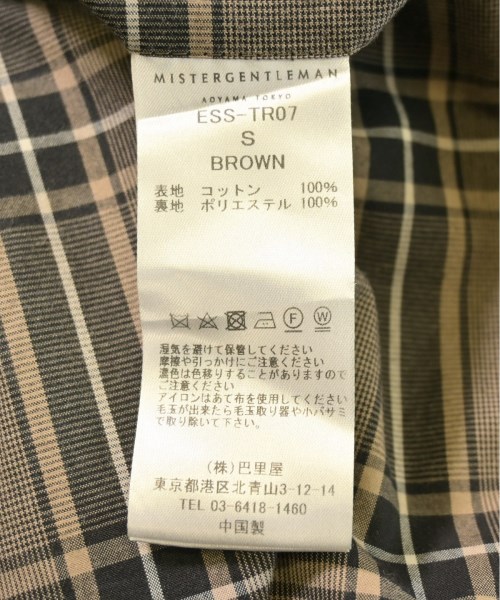 MISTERGENTLEMAN
AOYAMA TOKYO
ESS-TR07
S
BROWN
表地 コットン 100%
裏地 ポリエステル 100%
F W
湿気を避けて保管してください
摩擦や引っかけにご注意ください
濃色は色移りすることがありますので
ご注意ください
アイロンはあて布を使用してください
毛玉が出来たら毛玉取り器や小バサミ
で取り除いて下さい。
(株)巴里屋
東京都港区北青山3-12-14
TEL 03-6418-1460
中国製